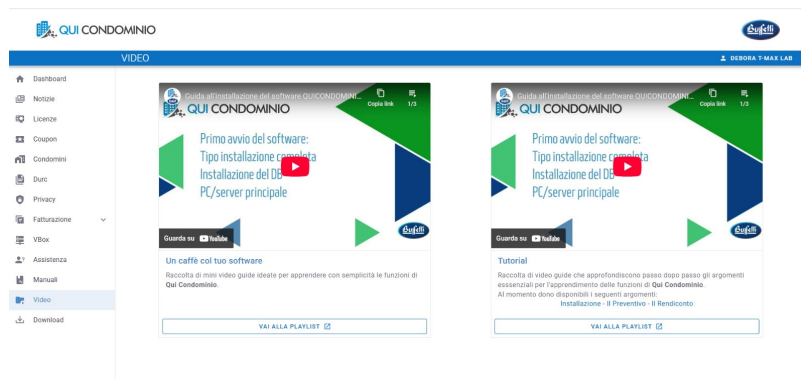 QUI CONDOMINIO
Bufelli
VIDEO
DEBORA T-MAX LAB
Dashboard
Notizie
Licenze
Coupon
Condomini
Durc
Privacy
Fatturazione
VBox
Assistenza
Manuali
Video
Download
Guida all'installazione del software QUICONDOMINI...
Copia link
1/3
QUI CONDOMINIO
Primo avvio del software:
Tipo installazione completa
Installazione del DB
PC/server principale
Guarda su YouTube
Bufelli
Un caffè col tuo software
Raccolta di mini video guide ideate per apprendere con semplicità le funzioni di
Qui Condominio.
VAI ALLA PLAYLIST
Guida all'installazione del software QUICONDOMINI...
Copia link
1/3
QUI CONDOMINIO
Primo avvio del software:
Tipo installazione completa
Installazione del DB
PC/server principale
Guarda su YouTube
Bufelli
Tutorial
Raccolta di video guide che approfondiscono passo dopo passo gli argomenti
esssenziali per l'apprendimento delle funzioni di Qui Condominio.
Al momento dono disponibili i seguenti argomenti:
Installazione - Il Preventivo - Il Rendiconto
VAI ALLA PLAYLIST